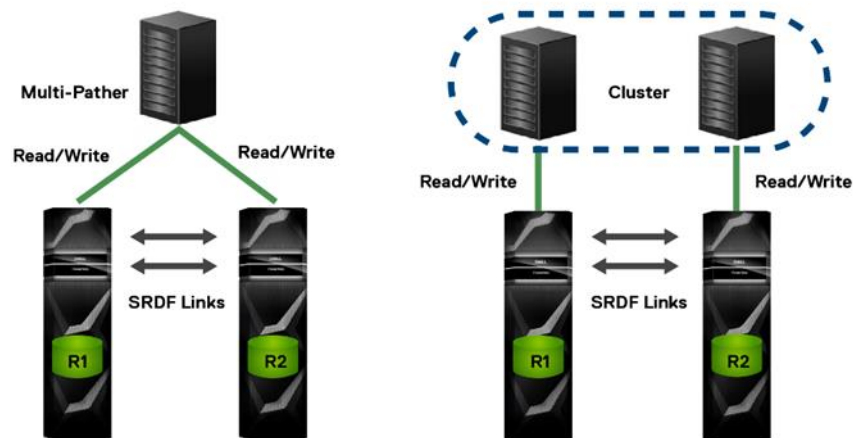 Multi-Pather
Read/Write
Read/Write
SRDF Links
R1
R2
Cluster
Read/Write
Read/Write
SRDF Links
R1
R2